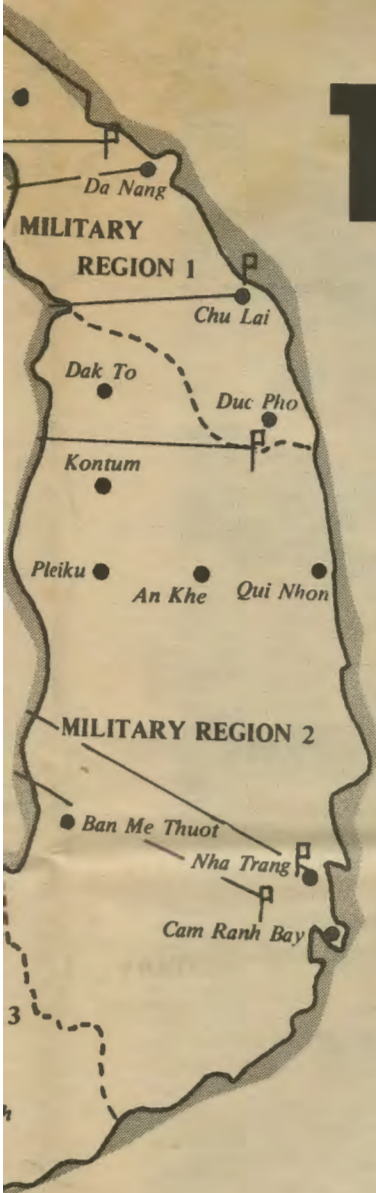 T
Da Nang
MILITARY
REGION 1
Chu Lai
Dak To
Duc Pho
Kontum
Pleiku
An Khe
Qui Nhon
MILITARY REGION 2
Ban Me Thuot
Nha Trang
Cam Ranh Bay
3